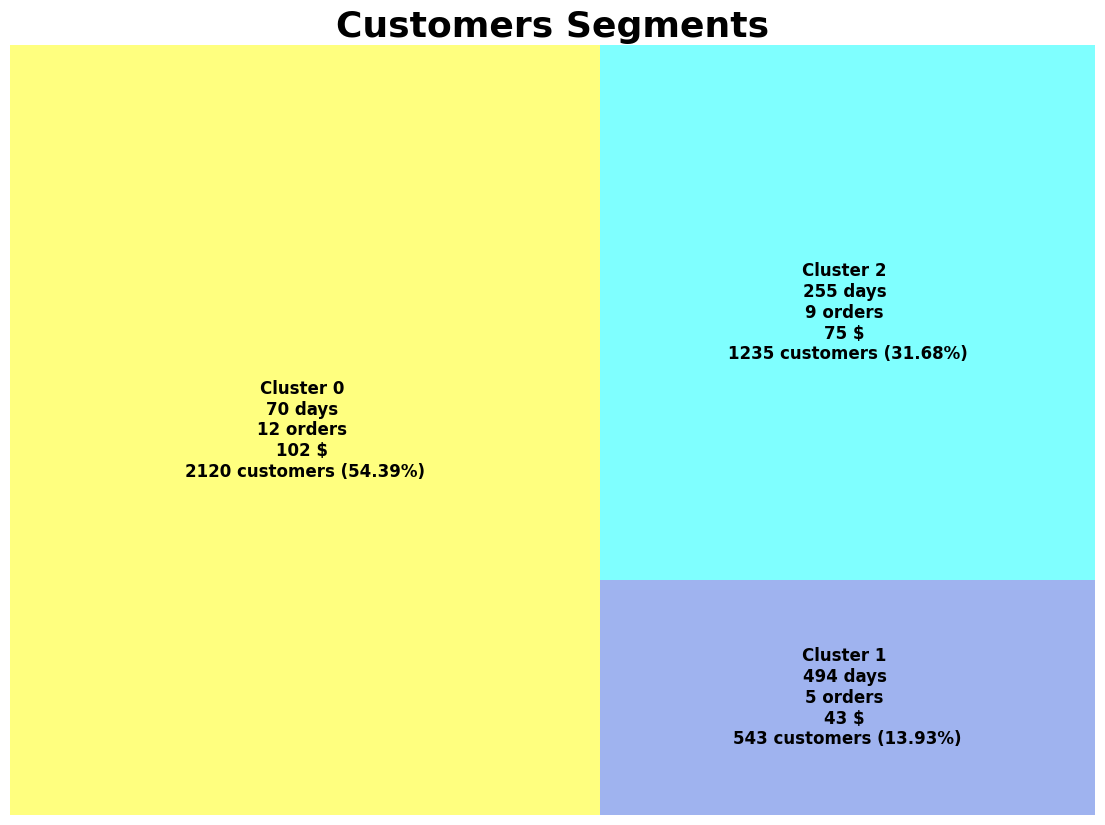 Customers Segments
Cluster 0
70 days
12 orders
102 $
2120 customers (54.39%)
Cluster 2
255 days
9 orders
75 $
1235 customers (31.68%)
Cluster 1
494 days
5 orders
43 $
543 customers (13.93%)